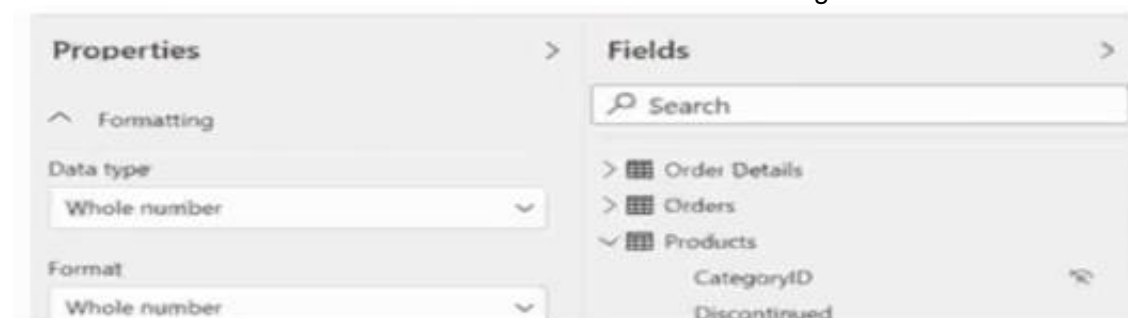 Properties
Formatting
Data type
Whole number
Format
Whole number
Fields
Search
Order Details
Orders
Products
CategoryID
Discontinued